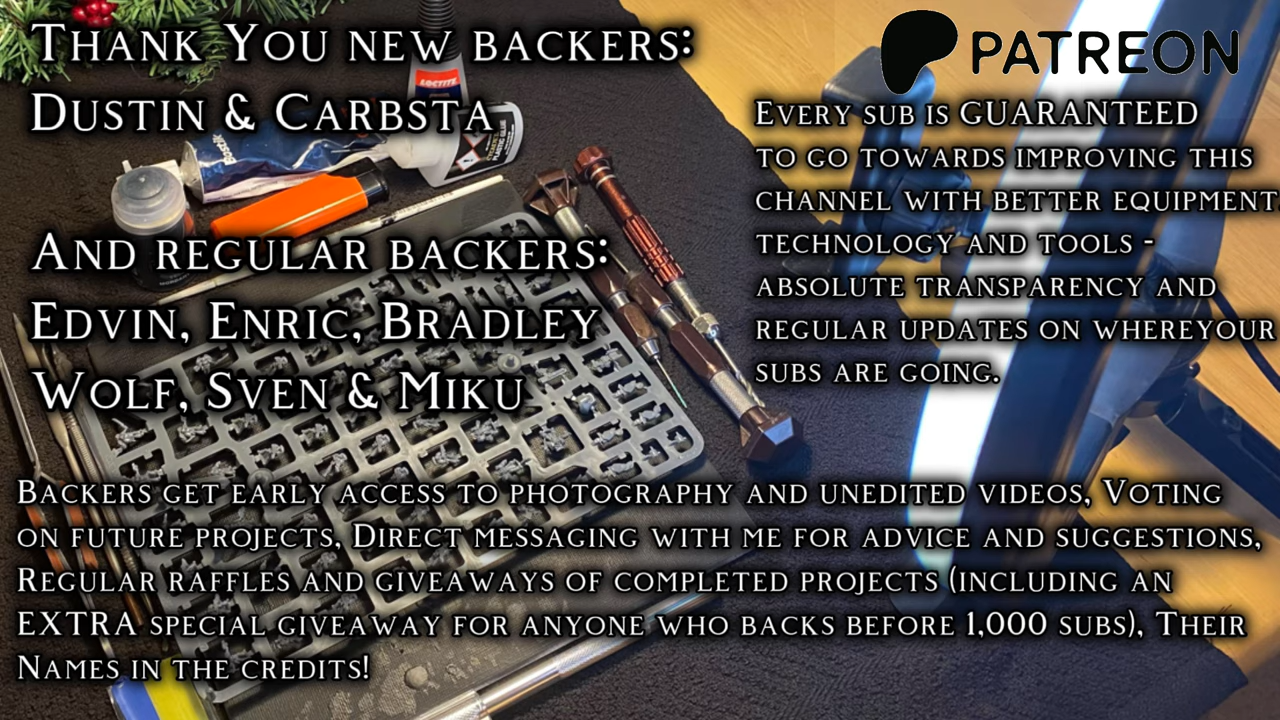 Thank You new backers:
Dustin & Carbsta
And regular backers:
Edvin, Enric, Bradley
Wolf, Sven & Miku
PATREON
Every sub is GUARANTEED
to go towards improving this
channel with better equipment,
technology and tools -
absolute transparency and
regular updates on whereyour
subs are going.
Backers get early access to photography and unedited videos, Voting
on future projects, Direct messaging with me for advice and suggestions,
Regular raffles and giveaways of completed projects (including an
EXTRA special giveaway for anyone who backs before 1,000 subs), Their
Names in the credits!
LOCTITE
Bostik
PLASTIC GLUE